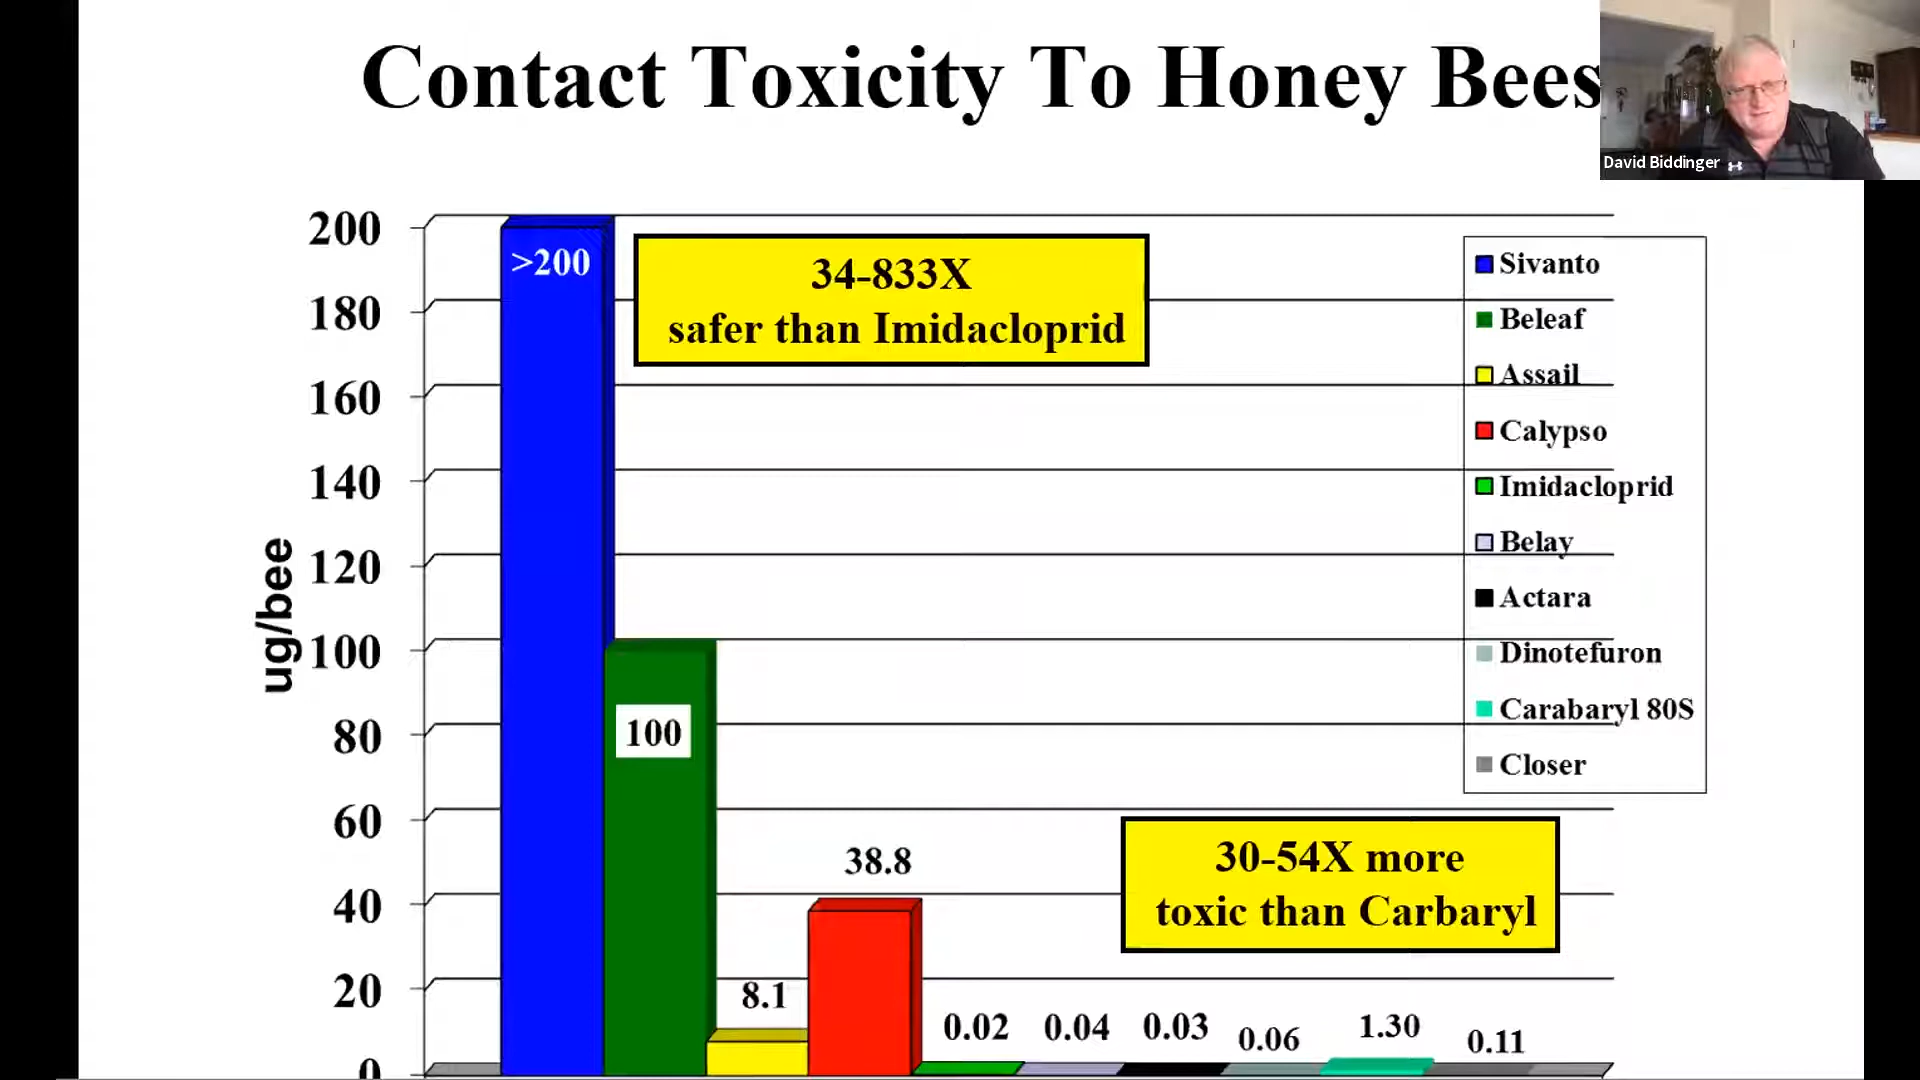 Contact Toxicity To Honey Bees
David Biddinger
200
180
160
140
120
100
80
60
40
20
0
ug/bee
>200
34-833X
safer than Imidacloprid
100
8.1
38.8
0.02
0.04
0.03
0.06
1.30
0.11
30-54X more
toxic than Carbaryl
Sivanto
Beleaf
Assail
Calypso
Imidacloprid
Belay
Actara
Dinotefuron
Carabaryl 80S
Closer